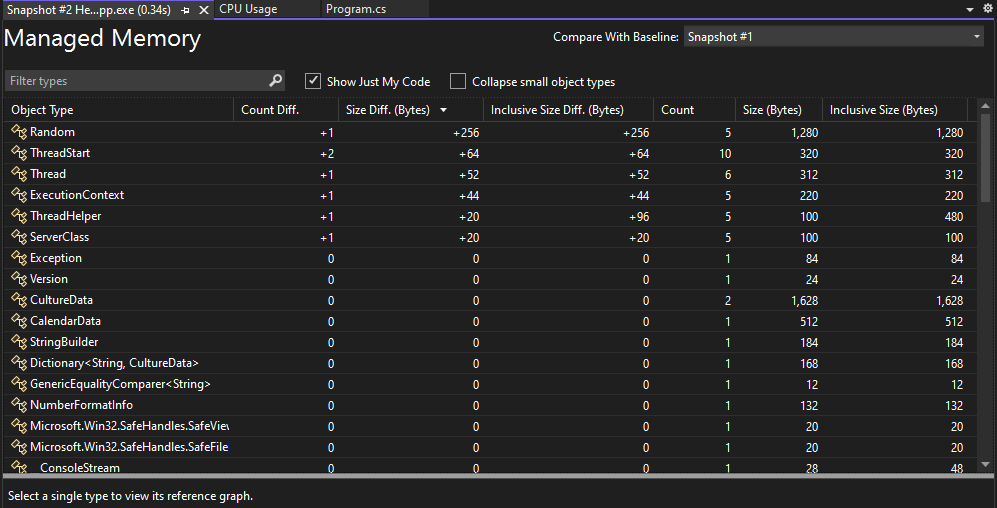 Snapshot #2 He...pp.exe (0.34s) CPU Usage Program.cs
Managed Memory
Compare With Baseline: Snapshot #1
Filter types Show Just My Code Collapse small object types
Object Type Count Diff. Size Diff. (Bytes) Inclusive Size Diff. (Bytes) Count Size (Bytes) Inclusive Size (Bytes)
Random +1 +256 +256 5 1,280 1,280
ThreadStart +2 +64 +64 10 320 320
Thread +1 +52 +52 6 312 312
ExecutionContext +1 +44 +44 5 220 220
ThreadHelper +1 +20 +96 5 100 480
ServerClass +1 +20 +20 5 100 100
Exception 0 0 0 1 84 84
Version 0 0 0 1 24 24
CultureData 0 0 0 2 1,628 1,628
CalendarData 0 0 0 1 512 512
StringBuilder 0 0 0 1 184 184
Dictionary<String, CultureData> 0 0 0 1 168 168
GenericEqualityComparer<String> 0 0 0 1 12 12
NumberFormatInfo 0 0 0 1 132 132
Microsoft.Win32.SafeHandles.SafeViev 0 0 0 1 20 20
Microsoft.Win32.SafeHandles.SafeFile 0 0 0 1 20 20
__ConsoleStream 0 0 0 1 28 48
Select a single type to view its reference graph.